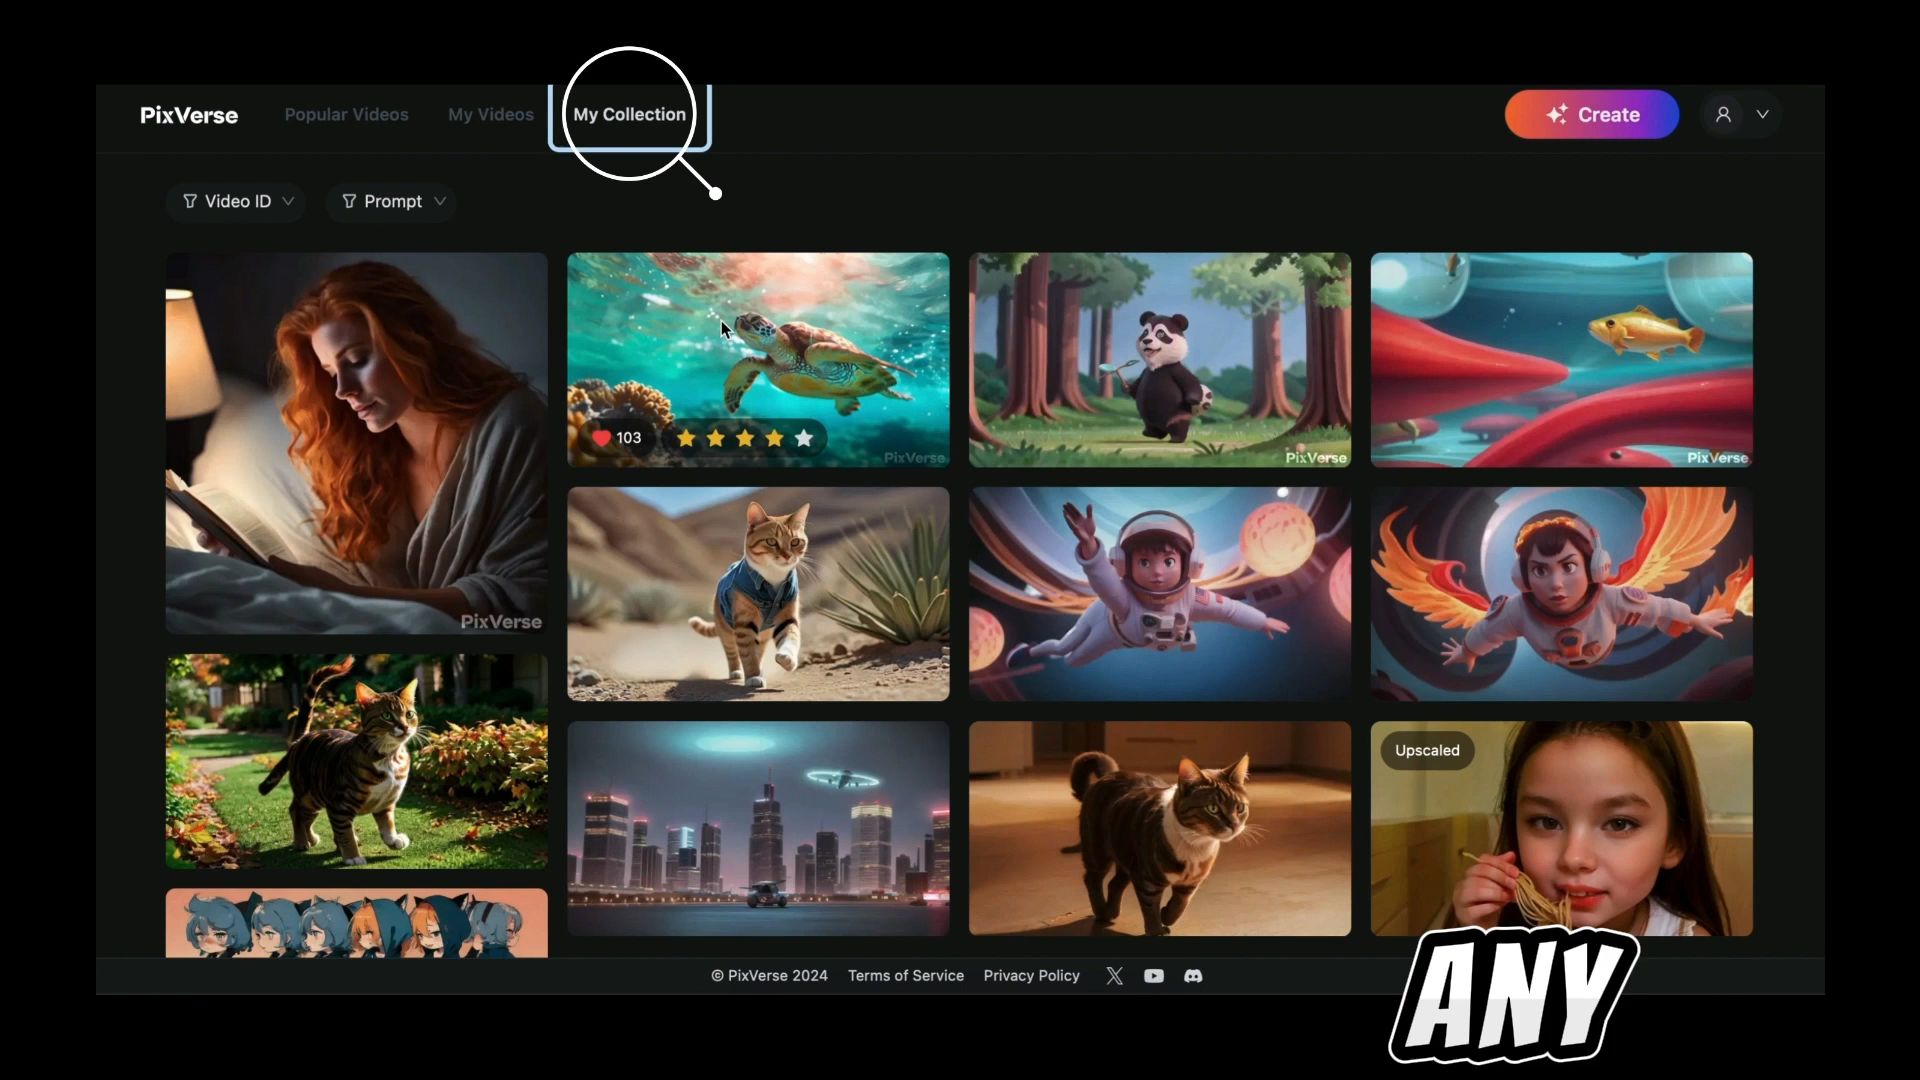 PixVerse
Popular Videos
My Videos
My Collection
Create
Video ID
Prompt
103
PixVerse
PixVerse
PixVerse
PixVerse
Upscaled
© PixVerse 2024
Terms of Service
Privacy Policy
ANY